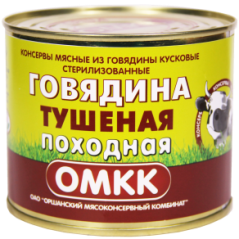 КОНСЕРВЫ МЯСНЫЕ ИЗ ГОВЯДИНЫ КУСКОВЫЕ
СТЕРИЛИЗОВАННЫЕ
ГОВЯДИНА
ТУШЕНАЯ
ПОХОДНАЯ
ОМКК
ОАО "ОРШАНСКИЙ МЯСОКОНСЕРВНЫЙ КОМБИНАТ"